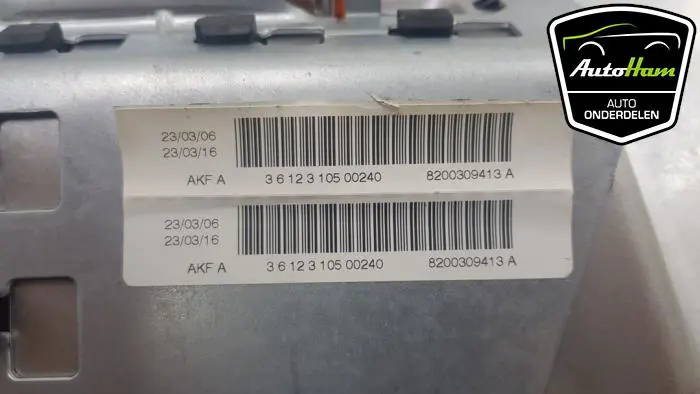 AutoHam
AUTO
ONDERDELEN
23/03/06
23/03/16
AKF A 3 6 12 3 105 00240 8200309413 A
23/03/06
23/03/16
AKF A 3 6 12 3 105 00240 8200309413 A